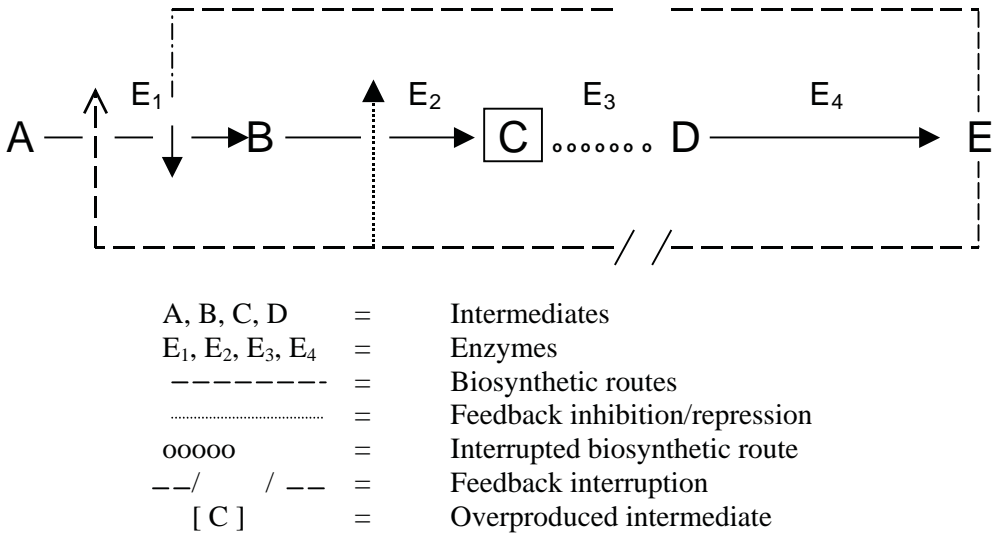 E₁ E₂ E₃ E₄
A B C oooooo o D E
A, B, C, D = Intermediates
E₁, E₂, E₃, E₄ = Enzymes
–––––––– = Biosynthetic routes
........................................ = Feedback inhibition/repression
ooooo = Interrupted biosynthetic route
––/ / –– = Feedback interruption
[ C ] = Overproduced intermediate